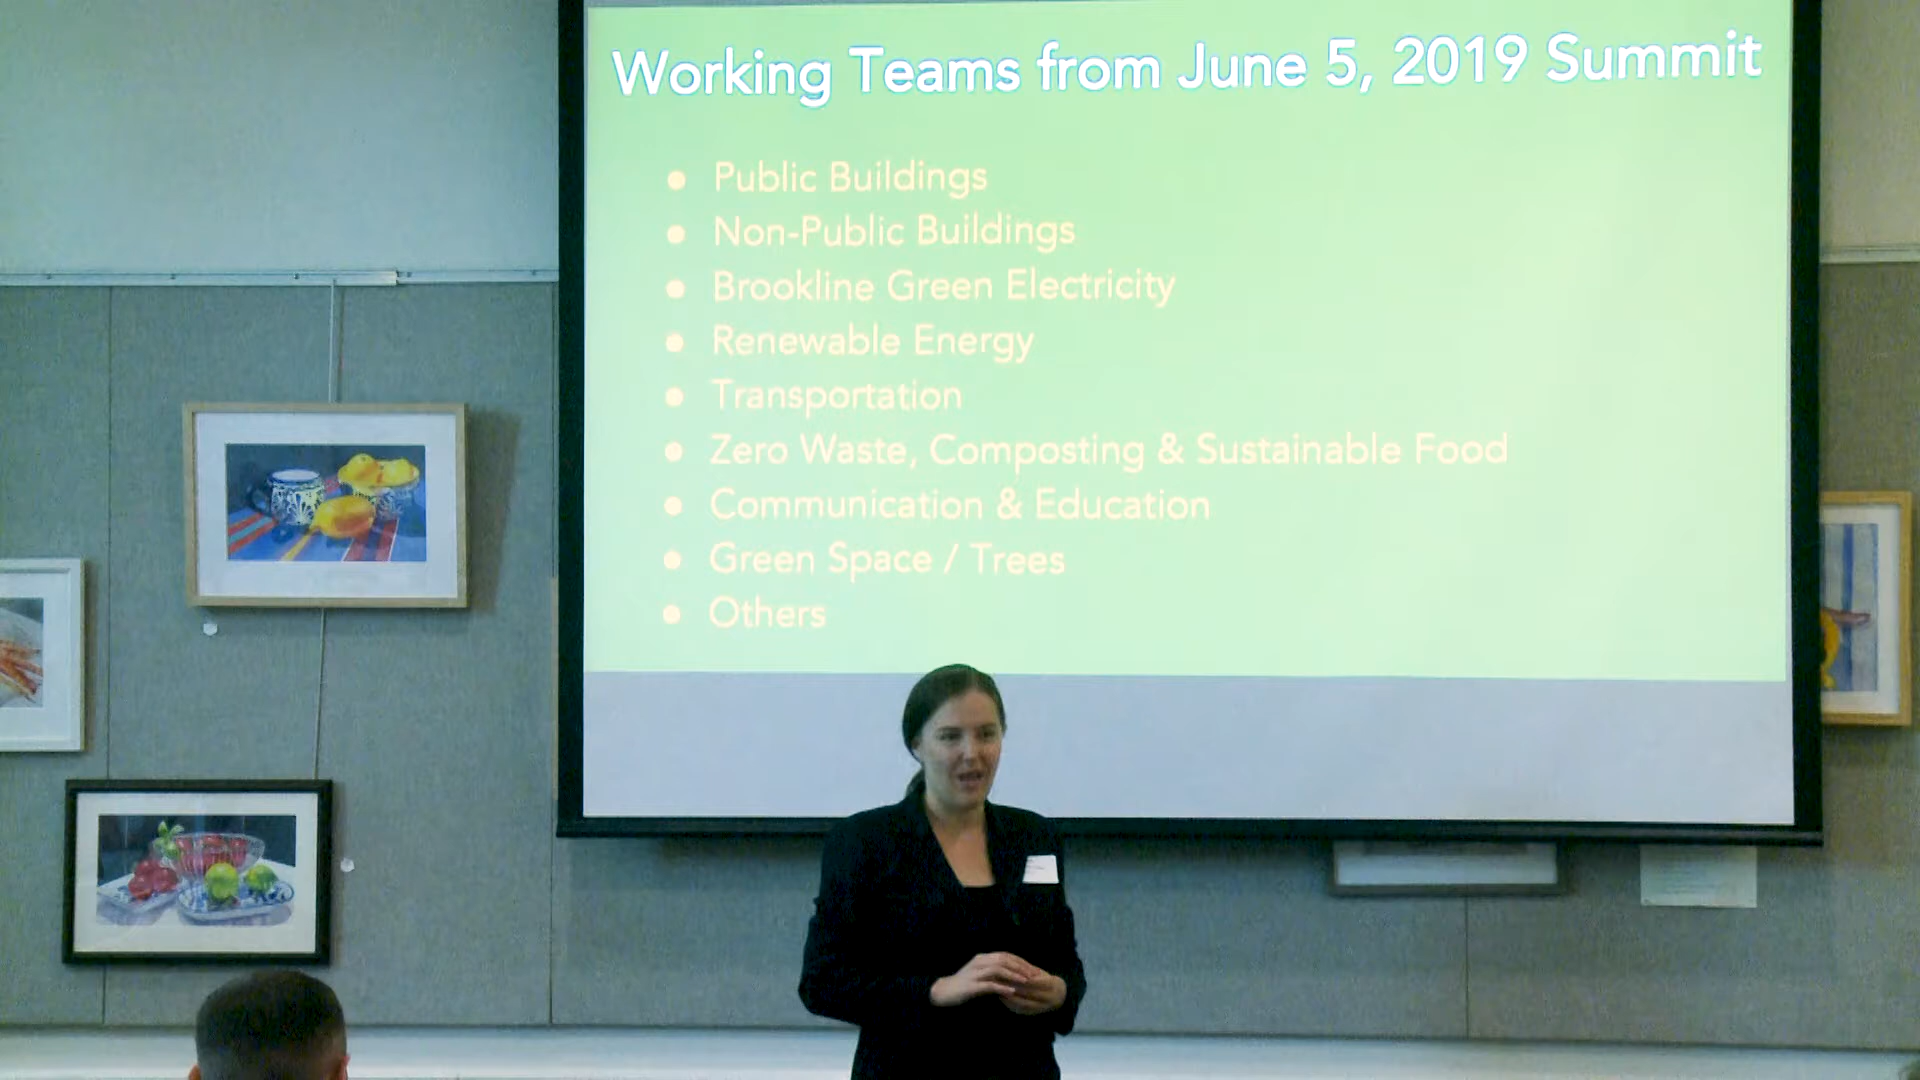 Working Teams from June 5, 2019 Summit
● Public Buildings
● Non-Public Buildings
● Brookline Green Electricity
● Renewable Energy
● Transportation
● Zero Waste, Composting & Sustainable Food
● Communication & Education
● Green Space / Trees
● Others